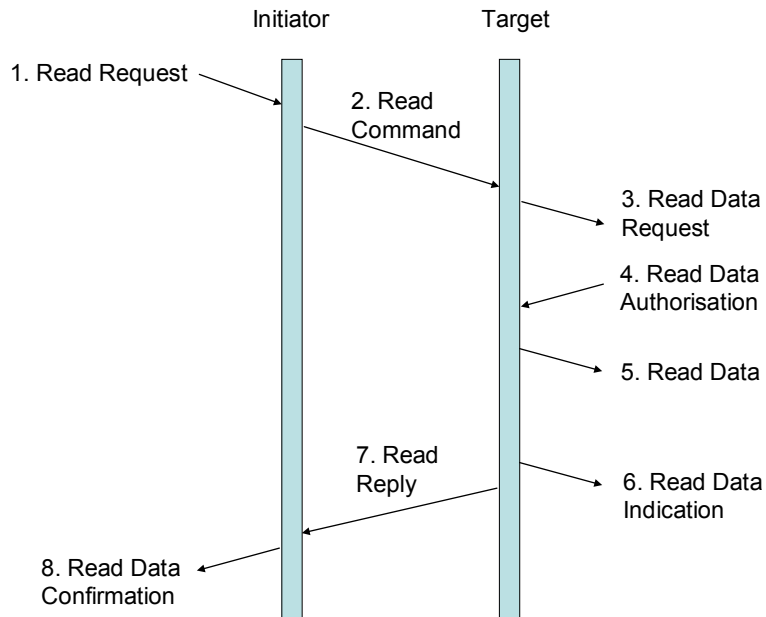 Initiator
Target
1. Read Request
2. Read
Command
3. Read Data
Request
4. Read Data
Authorisation
5. Read Data
7. Read
Reply
6. Read Data
Indication
8. Read Data
Confirmation